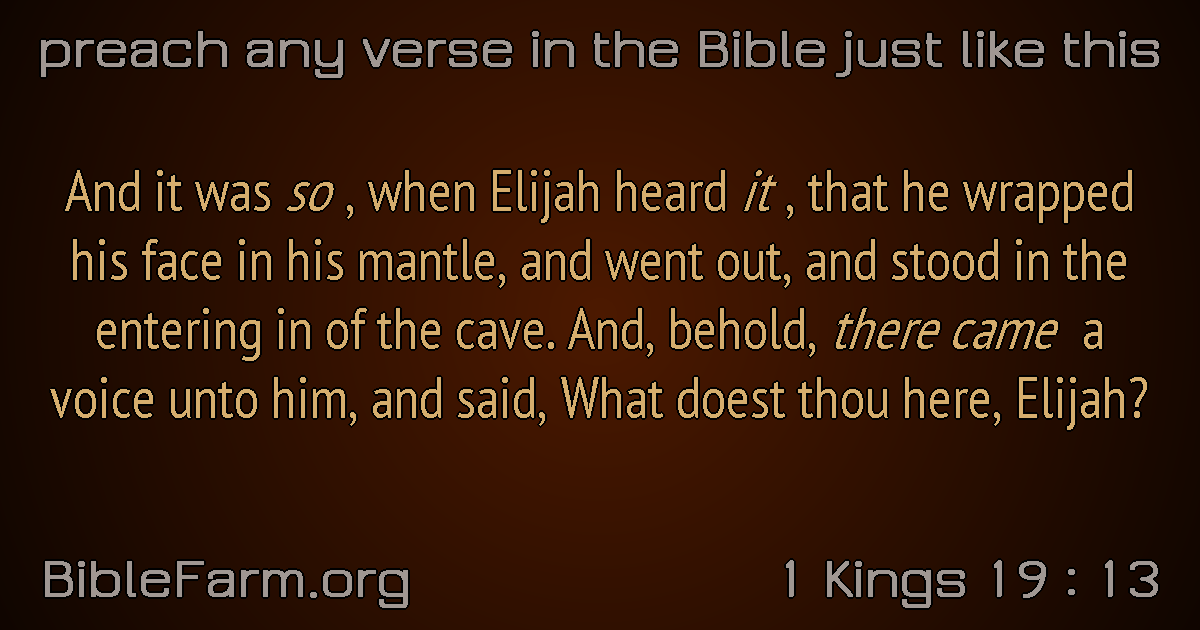 preach any verse in the Bible just like this
And it was so , when Elijah heard it , that he wrapped
his face in his mantle, and went out, and stood in the
entering in of the cave. And, behold, there came a
voice unto him, and said, What doest thou here, Elijah?
BibleFarm.org
1 Kings 19 : 13